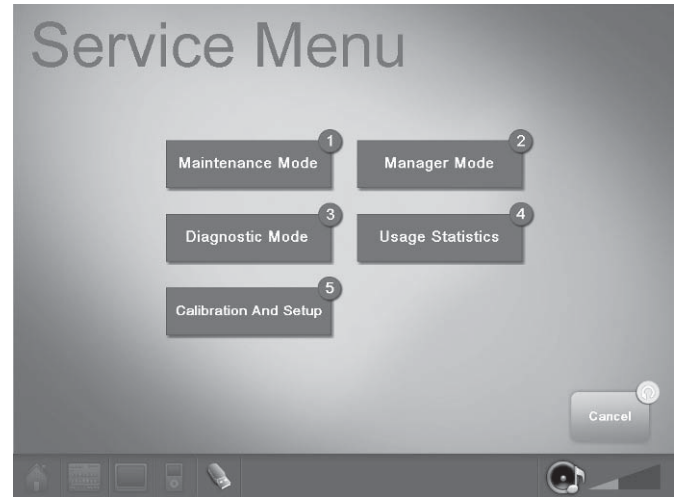 Service Menu
1
Maintenance Mode
2
Manager Mode
3
Diagnostic Mode
4
Usage Statistics
5
Calibration And Setup
Cancel